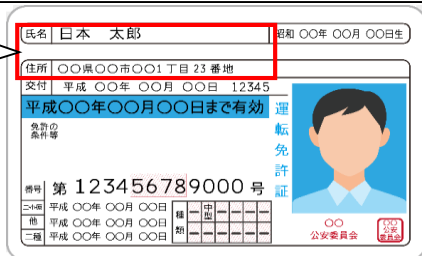 氏名 日本 太郎 昭和 〇〇年 〇〇月 〇〇日生
住所 〇〇県〇〇市〇〇1丁目 23 番地
交付 平成 〇〇年 〇〇月 〇〇日 12345
平成〇〇年〇〇月〇〇日まで有効
免許の
条件等
運転免許証
番号 第 123456789000 号
二・小・原 平成 〇〇年 〇〇月 〇〇日
他 平成 〇〇年 〇〇月 〇〇日
二種 平成 〇〇年 〇〇月 〇〇日
種類
中型
〇〇
公安委員会
〇〇
公安
委員会